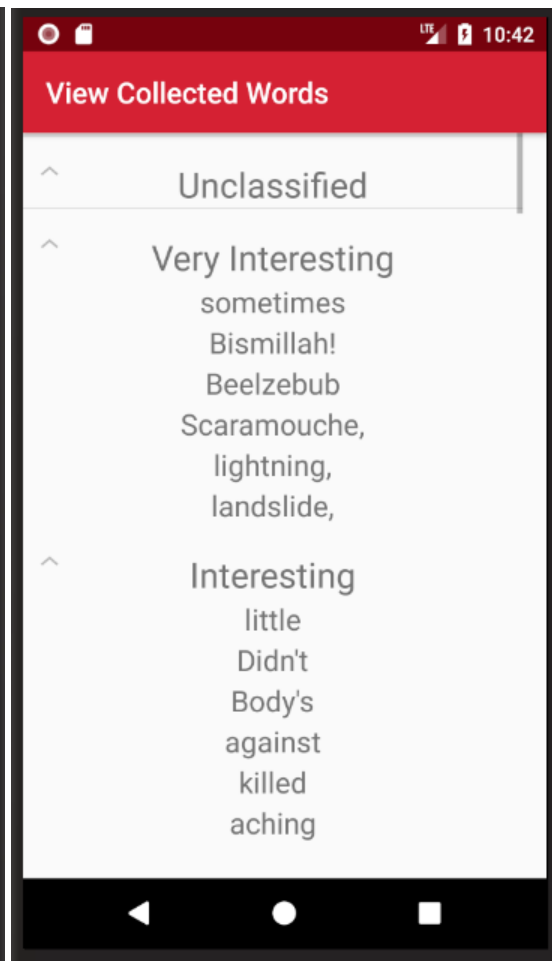 LTE 10:42
View Collected Words
Unclassified
Very Interesting
sometimes
Bismillah!
Beelzebub
Scaramouche,
lightning,
landslide,
Interesting
little
Didn't
Body's
against
killed
aching